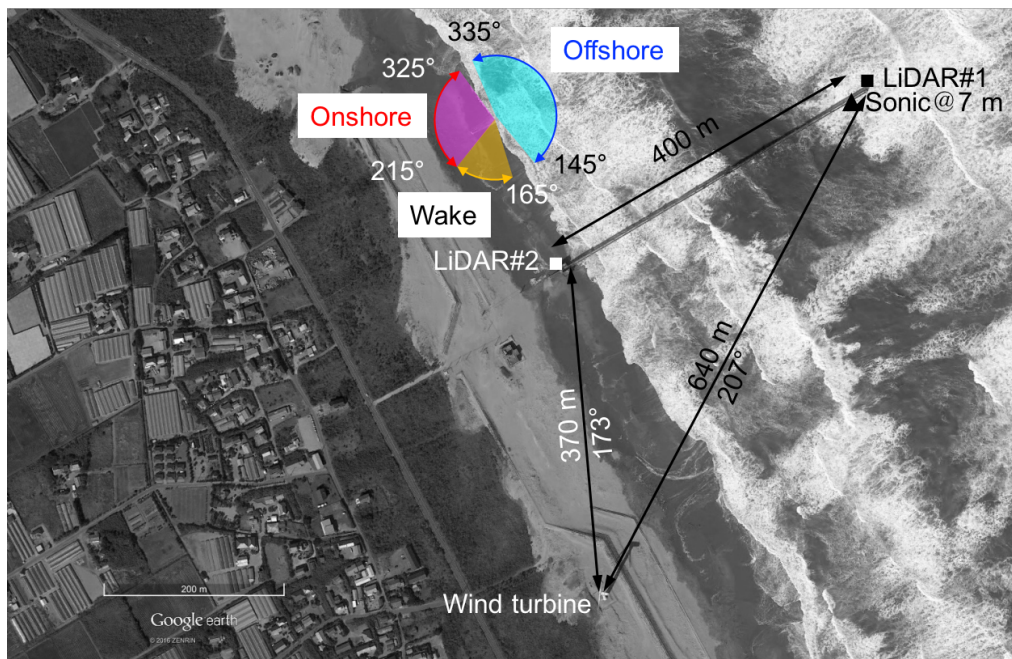 335°
Offshore
325°
LiDAR#1
Sonic@7 m
Onshore
400 m
215°
145°
165°
Wake
LiDAR#2
640 m
207°
370 m
173°
200 m
Wind turbine
Google earth
© 2016 ZENRIN